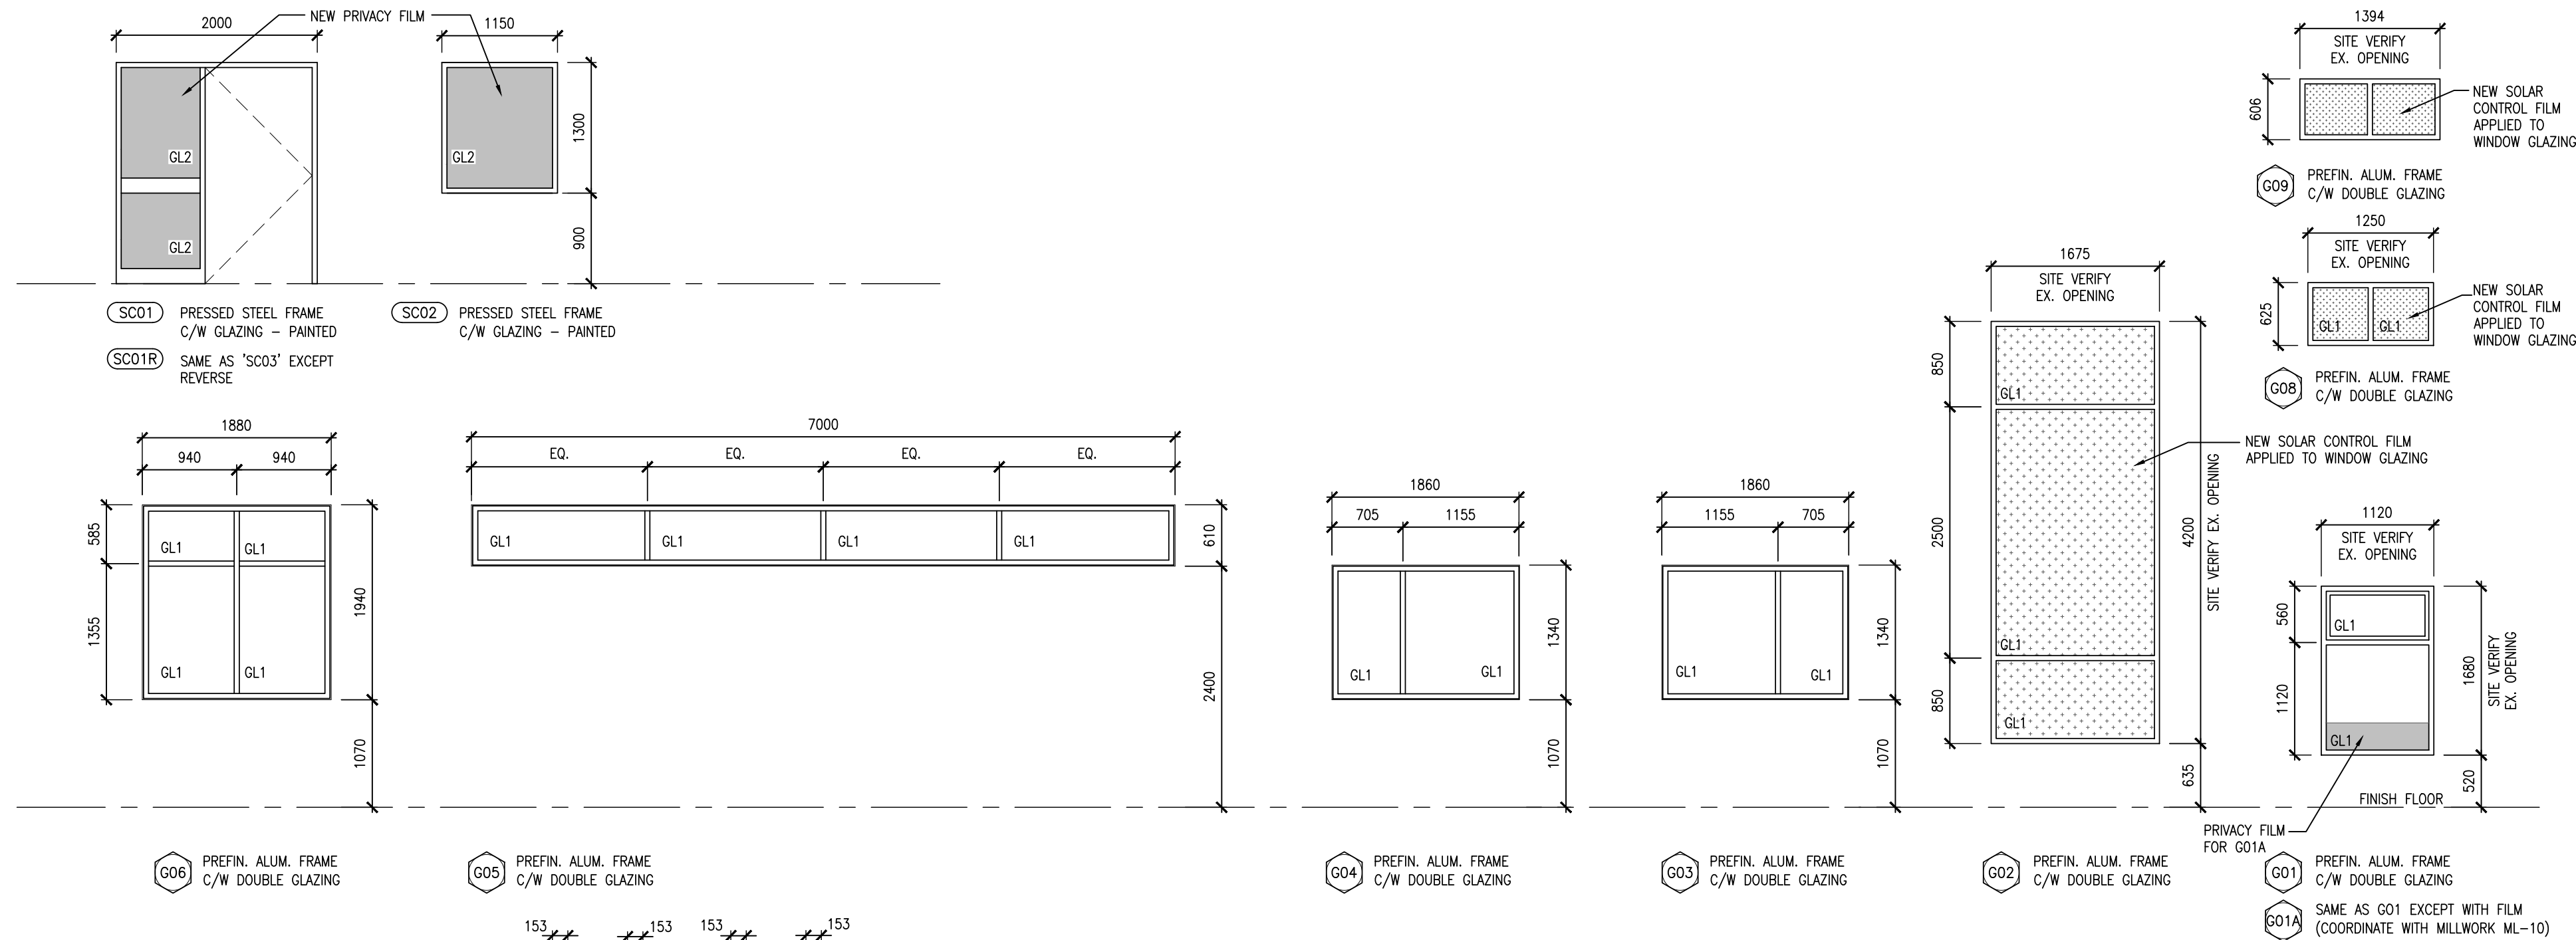 2000
NEW PRIVACY FILM
1150
GL2
GL2
GL2
1300
900
SC01
PRESSED STEEL FRAME
C/W GLAZING – PAINTED
SC01R
SAME AS 'SC03' EXCEPT
REVERSE
SC02
PRESSED STEEL FRAME
C/W GLAZING – PAINTED
1394
SITE VERIFY
EX. OPENING
606
NEW SOLAR
CONTROL FILM
APPLIED TO
WINDOW GLAZING
G09
PREFIN. ALUM. FRAME
C/W DOUBLE GLAZING
1250
SITE VERIFY
EX. OPENING
625
GL1
GL1
NEW SOLAR
CONTROL FILM
APPLIED TO
WINDOW GLAZING
G08
PREFIN. ALUM. FRAME
C/W DOUBLE GLAZING
1880
940
940
585
1355
GL1
GL1
GL1
GL1
1940
1070
G06
PREFIN. ALUM. FRAME
C/W DOUBLE GLAZING
7000
EQ.
EQ.
EQ.
EQ.
GL1
GL1
GL1
GL1
610
2400
G05
PREFIN. ALUM. FRAME
C/W DOUBLE GLAZING
1860
705
1155
GL1
GL1
1340
1070
G04
PREFIN. ALUM. FRAME
C/W DOUBLE GLAZING
1860
1155
705
GL1
GL1
1340
1070
G03
PREFIN. ALUM. FRAME
C/W DOUBLE GLAZING
1675
SITE VERIFY
EX. OPENING
850
2500
850
GL1
GL1
GL1
4200
SITE VERIFY EX. OPENING
635
NEW SOLAR CONTROL FILM
APPLIED TO WINDOW GLAZING
G02
PREFIN. ALUM. FRAME
C/W DOUBLE GLAZING
1120
SITE VERIFY
EX. OPENING
560
1120
GL1
GL1
1680
SITE VERIFY
EX. OPENING
520
FINISH FLOOR
PRIVACY FILM
FOR G01A
G01
PREFIN. ALUM. FRAME
C/W DOUBLE GLAZING
G01A
SAME AS G01 EXCEPT WITH FILM
(COORDINATE WITH MILLWORK ML–10)
153
153
153
153